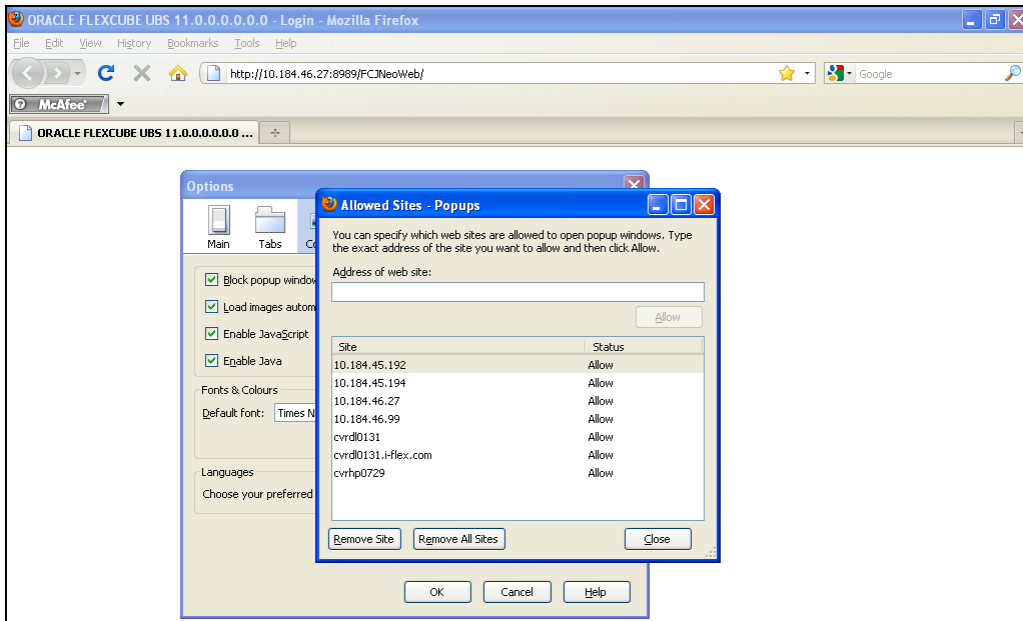 ORACLE FLEXCUBE UBS 11.0.0.0.0.0.0 - Login - Mozilla Firefox
File Edit View History Bookmarks Tools Help
http://10.184.46.27:8989/FCJNeoWeb/
Google
McAfee
ORACLE FLEXCUBE UBS 11.0.0.0.0.0.0 ...
Options
Main Tabs
Block popup window
Load images autom
Enable JavaScript
Enable Java
Fonts & Colours
Default font: Times N
Languages
Choose your preferred
Allowed Sites - Popups
You can specify which web sites are allowed to open popup windows. Type
the exact address of the site you want to allow and then click Allow.
Address of web site:
Allow
Site Status
10.184.45.192 Allow
10.184.45.194 Allow
10.184.46.27 Allow
10.184.46.99 Allow
cvrdl0131 Allow
cvrdl0131.i-flex.com Allow
cvrhp0729 Allow
Remove Site Remove All Sites Close
OK Cancel Help